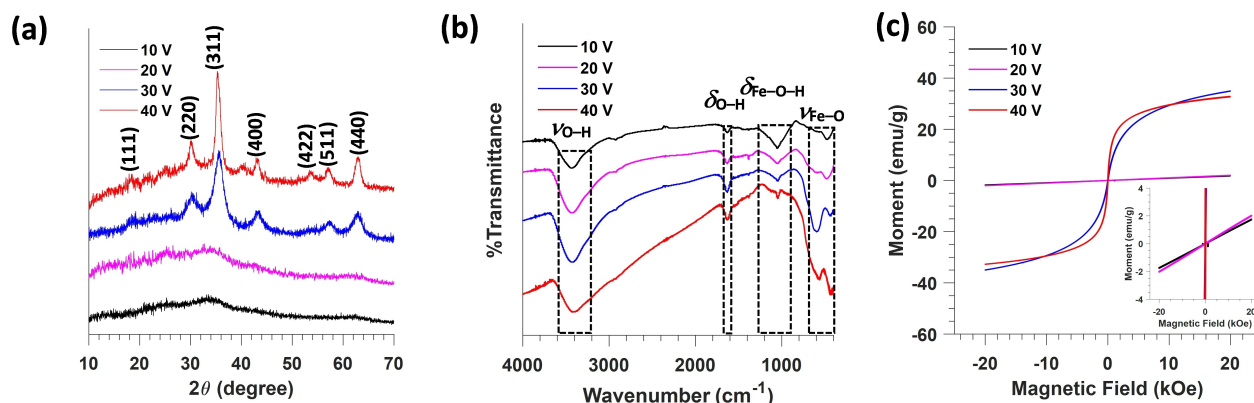 (a)
10 V
20 V
30 V
40 V
(111)
(220)
(311)
(400)
(422)
(511)
(440)
10
20
30
40
50
60
70
2θ (degree)
(b)
10 V
20 V
30 V
40 V
νO−H
δO−H
δFe−O−H
νFe−O
%Transmittance
4000
3000
2000
1000
Wavenumber (cm⁻¹)
(c)
10 V
20 V
30 V
40 V
60
40
20
0
-20
-40
-60
Moment (emu/g)
-20
-10
0
10
20
Magnetic Field (kOe)
4
2
0
-2
-4
Moment (emu/g)
-20
0
20
Magnetic Field (kOe)